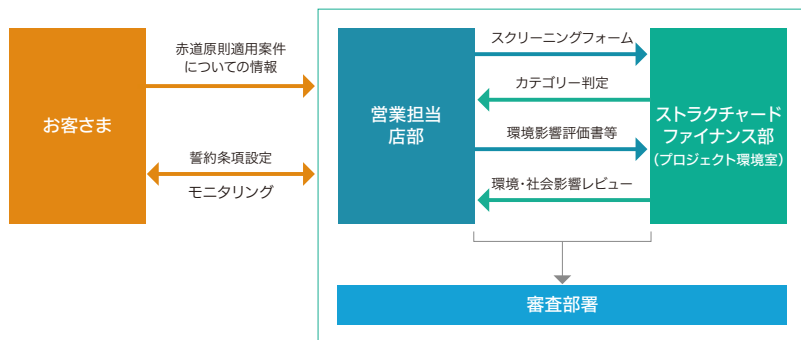 お客さま
赤道原則適用案件
についての情報
誓約条項設定
モニタリング
営業担当
店部
スクリーニングフォーム
カテゴリー判定
環境影響評価書等
環境・社会影響レビュー
ストラクチャード
ファイナンス部
（プロジェクト環境室）
審査部署